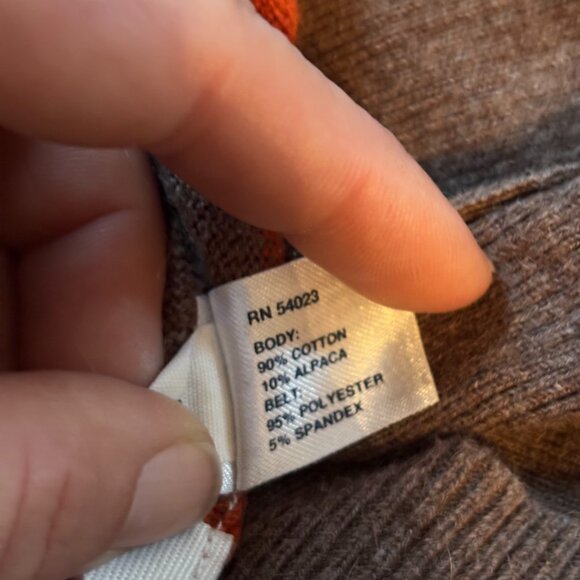 RN 54023
BODY:
90% COTTON
10% ALPACA
BELT:
95% POLYESTER
5% SPANDEX